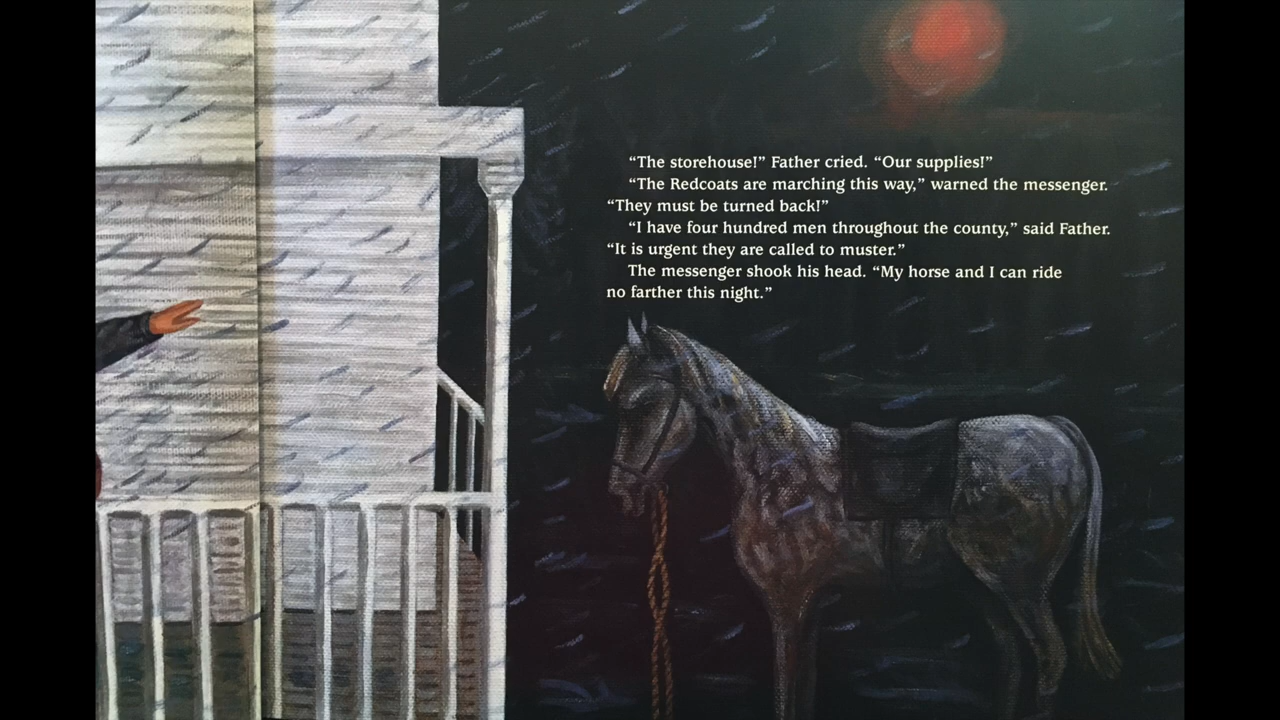 “The storehouse!” Father cried. “Our supplies!”
“The Redcoats are marching this way,” warned the messenger.
“They must be turned back!”
“I have four hundred men throughout the county,” said Father.
“It is urgent they are called to muster.”
The messenger shook his head. “My horse and I can ride
no farther this night.”